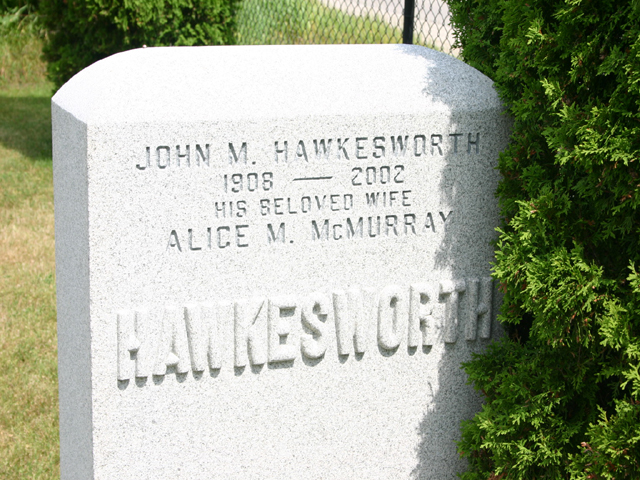 JOHN M. HAWKESWORTH
1908 — 2002
HIS BELOVED WIFE
ALICE M. McMURRAY
HAWKESWORTH